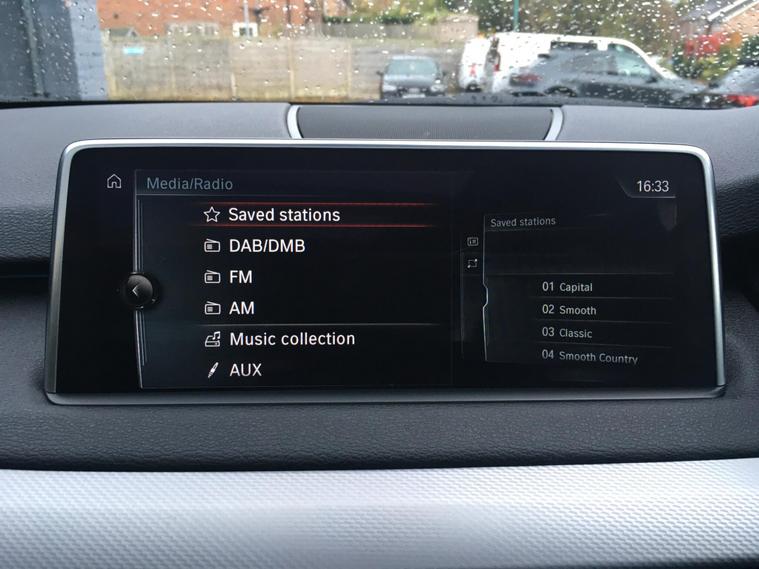 Media/Radio
16:33
Saved stations
DAB/DMB
FM
AM
Music collection
AUX
Saved stations
01 Capital
02 Smooth
03 Classic
04 Smooth Country